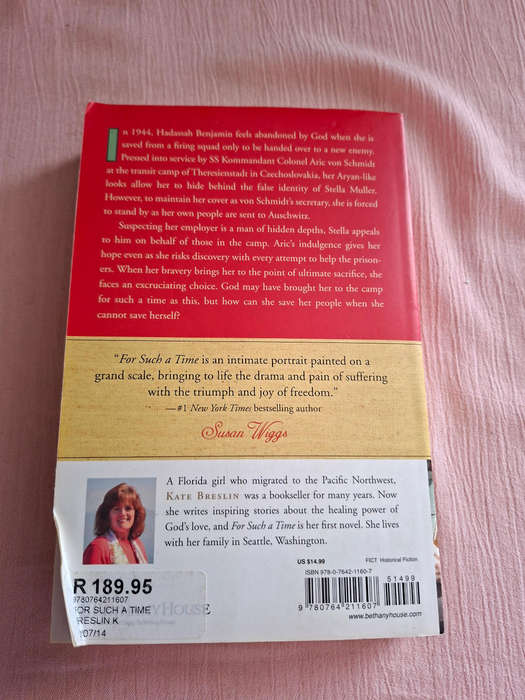 In 1944, Hadassah Benjamin feels abandoned by God when she is
saved from a firing squad only to be handed over to a new enemy.
Pressed into service by SS Kommandant Colonel Aric von Schmidt
at the transit camp of Theresienstadt in Czechoslovakia, her Aryan-like
looks allow her to hide behind the false identity of Stella Muller.
However, to maintain her cover as von Schmidt's secretary, she is forced
to stand by as her own people are sent to Auschwitz.
Suspecting her employer is a man of hidden depths, Stella appeals
to him on behalf of those in the camp. Aric's indulgence gives her
hope even as she risks discovery with every attempt to help the prison-
ers. When her bravery brings her to the point of ultimate sacrifice, she
faces an excruciating choice. God may have brought her to the camp
for such a time as this, but how can she save her people when she
cannot save herself?
"For Such a Time is an intimate portrait painted on a
grand scale, bringing to life the drama and pain of suffering
with the triumph and joy of freedom."
—#1 New York Times bestselling author
Susan Wiggs
A Florida girl who migrated to the Pacific Northwest,
KATE BRESLIN was a bookseller for many years. Now
she writes inspiring stories about the healing power of
God's love, and For Such a Time is her first novel. She lives
with her family in Seattle, Washington.
US $14.99
FICT Historical Fiction
ISBN 978-0-7642-1160-7
51499
9 780764 211607
www.bethanyhouse.com
R 189.95
9780764211607
FOR SUCH A TIME
BRESLIN K
07/14
HOUSE